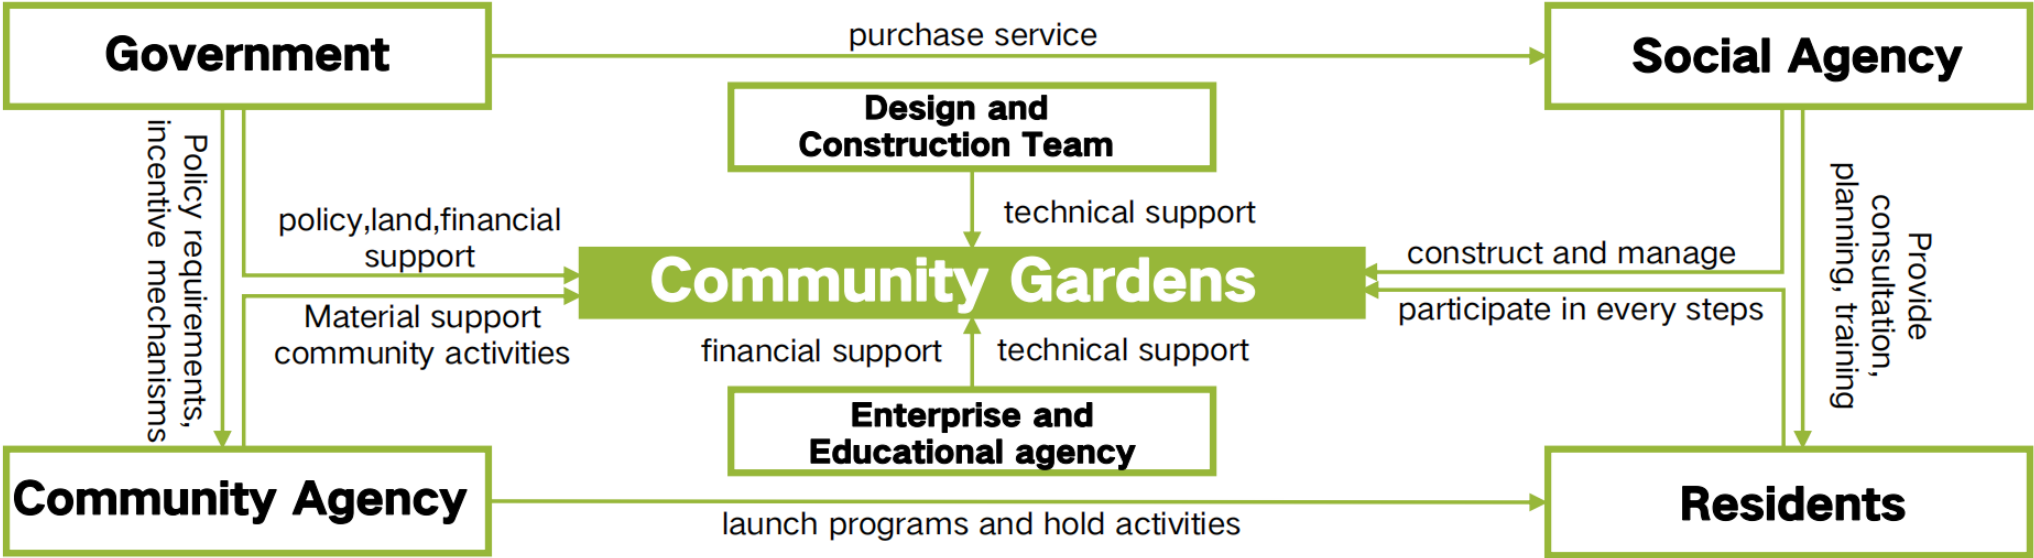 Government
purchase service
Social Agency
Design and
Construction Team
Policy requirements,
incentive mechanisms
policy,land,financial
support
technical support
Provide
consultation,
planning, training
construct and manage
Community Gardens
Material support
community activities
participate in every steps
financial support
technical support
Enterprise and
Educational agency
Community Agency
launch programs and hold activities
Residents